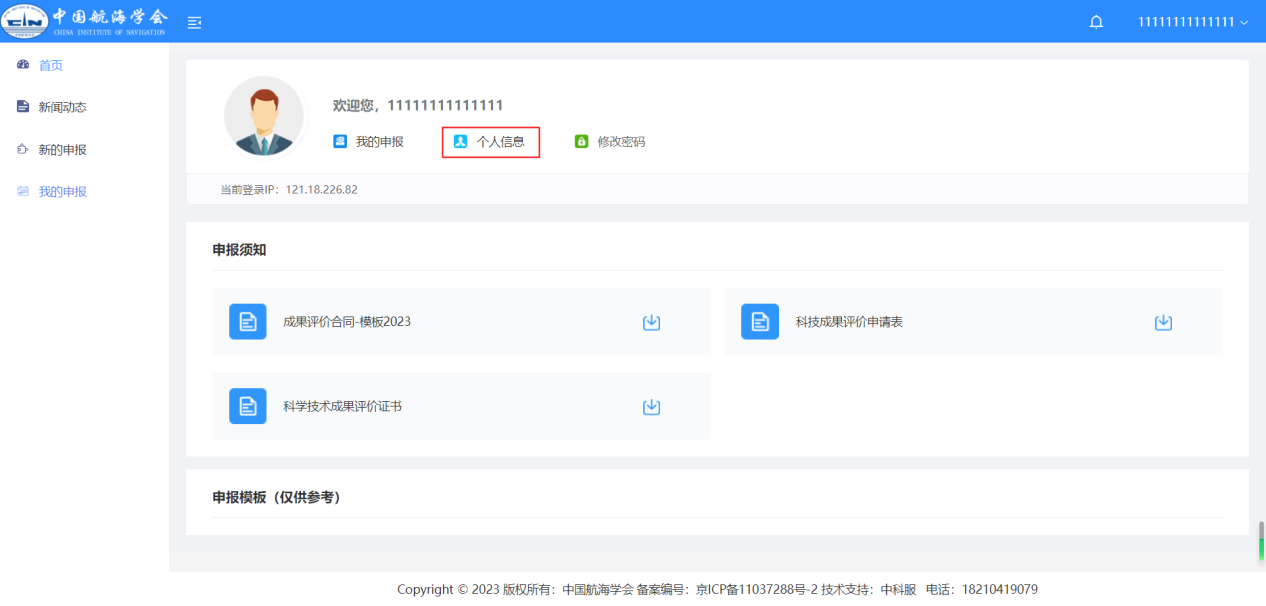 中国航海学会
CHINA INSTITUTE OF NAVIGATION
11111111111111
首页
新闻动态
新的申报
我的申报
欢迎您，11111111111111
我的申报 个人信息 修改密码
当前登录IP：121.18.226.82
申报须知
成果评价合同-模板2023
科技成果评价申请表
科学技术成果评价证书
申报模板（仅供参考）
Copyright © 2023 版权所有：中国航海学会 备案编号：京ICP备11037288号-2 技术支持：中科服 电话：18210419079